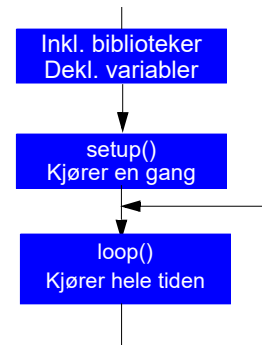 Inkl. biblioteker
Dekl. variabler
setup()
Kjører en gang
loop()
Kjører hele tiden